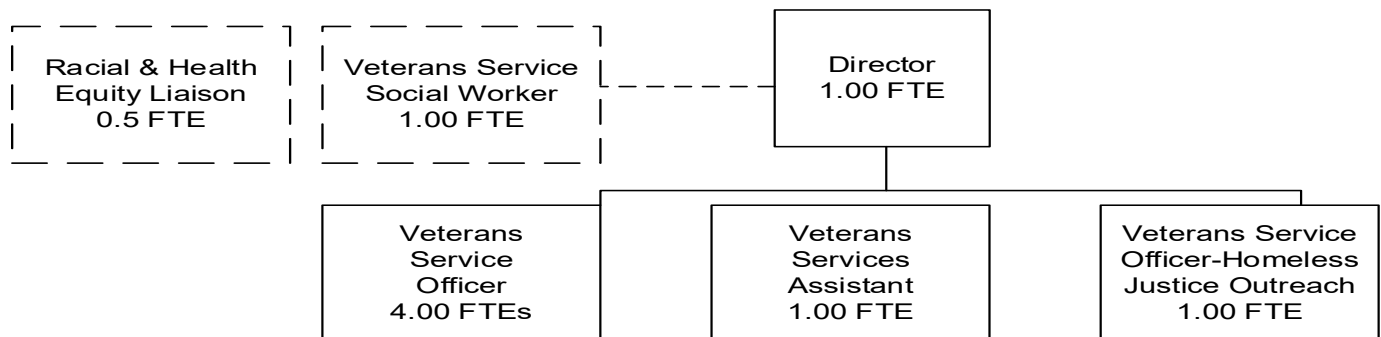 Racial & Health
Equity Liaison
0.5 FTE
Veterans Service
Social Worker
1.00 FTE
Director
1.00 FTE
Veterans
Service
Officer
4.00 FTEs
Veterans
Services
Assistant
1.00 FTE
Veterans Service
Officer-Homeless
Justice Outreach
1.00 FTE